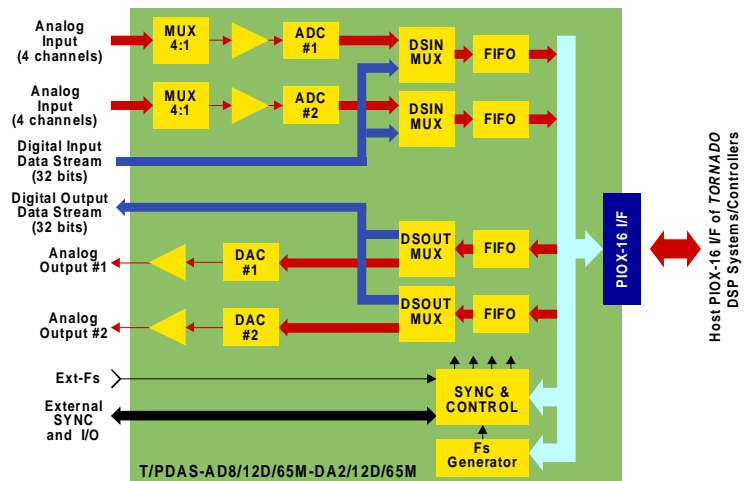 Analog
Input
(4 channels)
MUX
4:1
ADC
#1
DSIN
MUX
FIFO
Analog
Input
(4 channels)
MUX
4:1
ADC
#2
DSIN
MUX
FIFO
Digital Input
Data Stream
(32 bits)
Digital Output
Data Stream
(32 bits)
Analog
Output #1
DAC
#1
DSOUT
MUX
FIFO
Analog
Output #2
DAC
#2
DSOUT
MUX
FIFO
PIOX-16 I/F
Host PIOX-16 I/F of TORNADO
DSP Systems/Controllers
Ext-Fs
External
SYNC
and I/O
SYNC &
CONTROL
Fs
Generator
T/PDAS-AD8/12D/65M-DA2/12D/65M